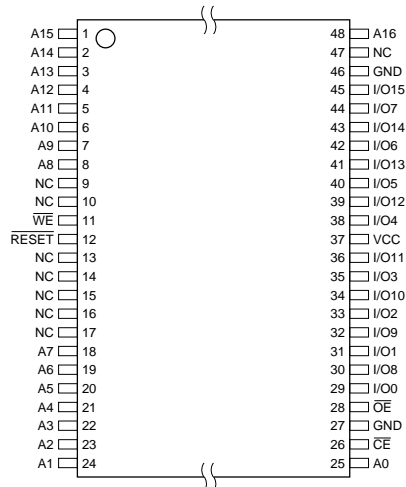 A15 1 48 A16
A14 2 47 NC
A13 3 46 GND
A12 4 45 I/O15
A11 5 44 I/O7
A10 6 43 I/O14
A9 7 42 I/O6
A8 8 41 I/O13
NC 9 40 I/O5
NC 10 39 I/O12
W̅E̅ 11 38 I/O4
R̅E̅S̅E̅T̅ 12 37 VCC
NC 13 36 I/O11
NC 14 35 I/O3
NC 15 34 I/O10
NC 16 33 I/O2
NC 17 32 I/O9
A7 18 31 I/O1
A6 19 30 I/O8
A5 20 29 I/O0
A4 21 28 O̅E̅
A3 22 27 GND
A2 23 26 C̅E̅
A1 24 25 A0